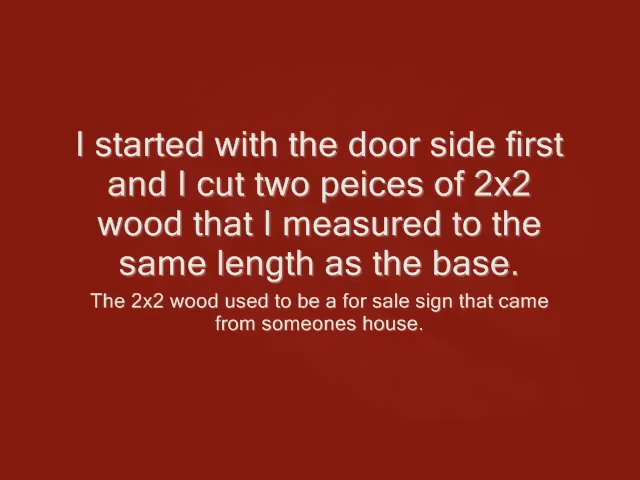 I started with the door side first
and I cut two peices of 2x2
wood that I measured to the
same length as the base.
The 2x2 wood used to be a for sale sign that came
from someones house.